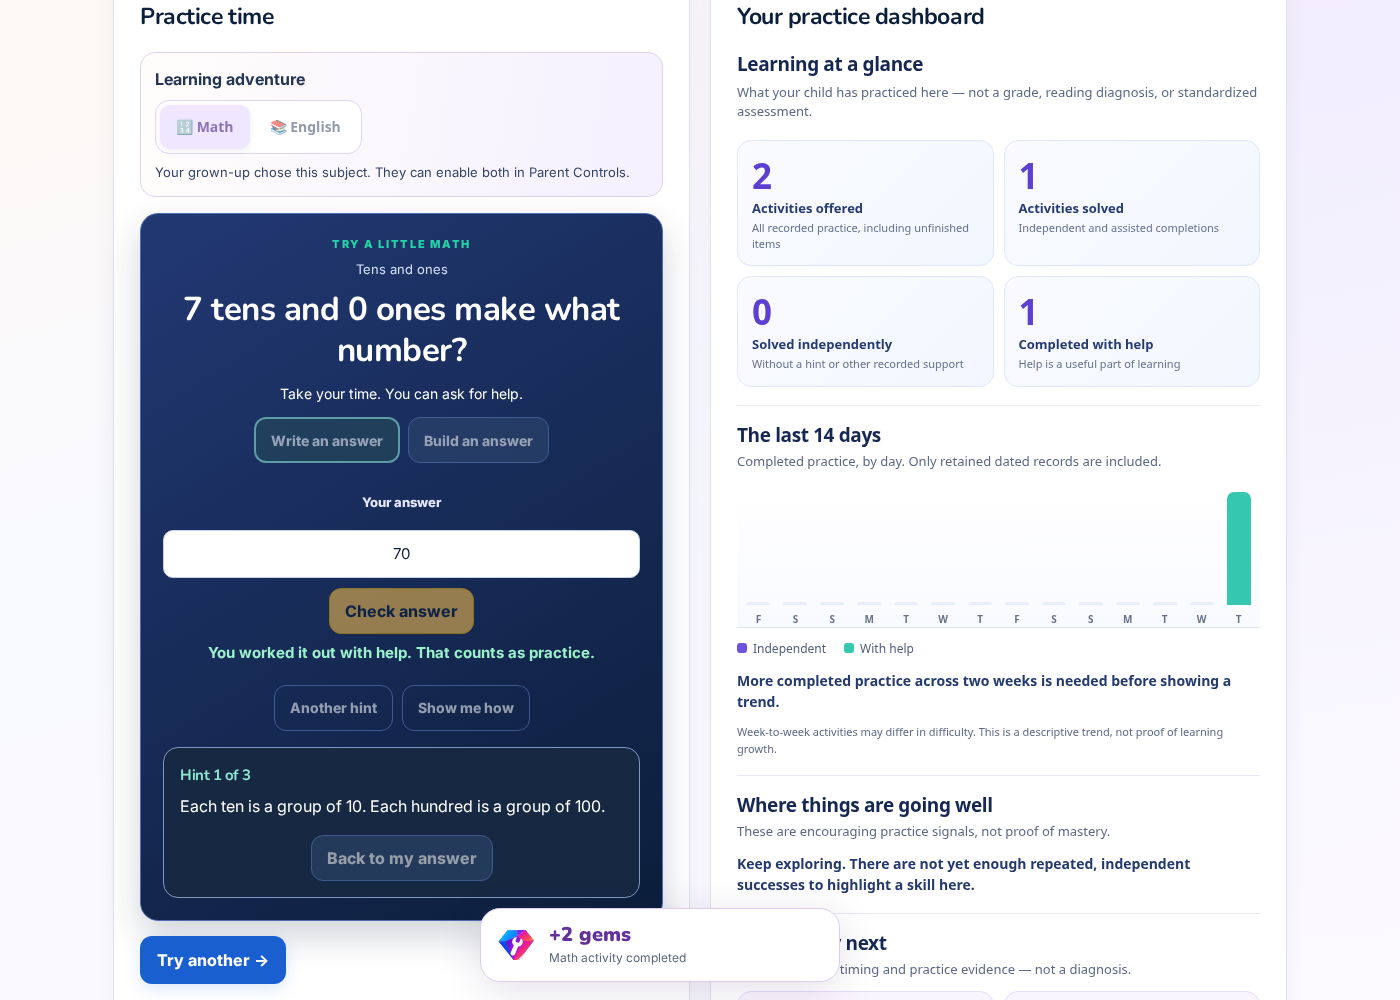 Practice time
Learning adventure
Math
English
Your grown-up chose this subject. They can enable both in Parent Controls.
TRY A LITTLE MATH
Tens and ones
7 tens and 0 ones make what
number?
Take your time. You can ask for help.
Write an answer
Build an answer
Your answer
70
Check answer
You worked it out with help. That counts as practice.
Another hint
Show me how
Hint 1 of 3
Each ten is a group of 10. Each hundred is a group of 100.
Back to my answer
Try another →
+2 gems
Math activity completed
Your practice dashboard
Learning at a glance
What your child has practiced here — not a grade, reading diagnosis, or standardized
assessment.
2
Activities offered
All recorded practice, including unfinished
items
1
Activities solved
Independent and assisted completions
0
Solved independently
Without a hint or other recorded support
1
Completed with help
Help is a useful part of learning
The last 14 days
Completed practice, by day. Only retained dated records are included.
F S S M T W T F S S M T W T
Independent
With help
More completed practice across two weeks is needed before showing a
trend.
Week-to-week activities may differ in difficulty. This is a descriptive trend, not proof of learning
growth.
Where things are going well
These are encouraging practice signals, not proof of mastery.
Keep exploring. There are not yet enough repeated, independent
successes to highlight a skill here.
next
timing and practice evidence — not a diagnosis.